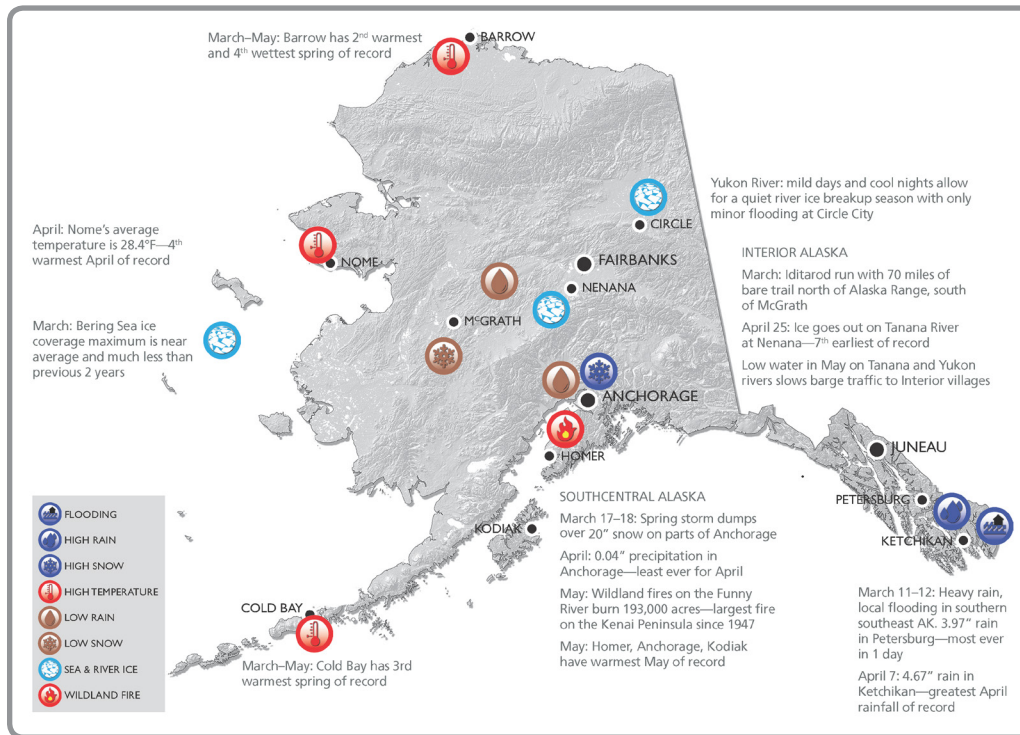 March–May: Barrow has 2nd warmest
and 4th wettest spring of record
BARROW
Yukon River: mild days and cool nights allow
for a quiet river ice breakup season with only
minor flooding at Circle City
CIRCLE
April: Nome's average
temperature is 28.4°F—4th
warmest April of record
NOME
FAIRBANKS
NENANA
INTERIOR ALASKA
March: Iditarod run with 70 miles of
bare trail north of Alaska Range, south
of McGrath
April 25: Ice goes out on Tanana River
at Nenana—7th earliest of record
Low water in May on Tanana and Yukon
rivers slows barge traffic to Interior villages
March: Bering Sea ice
coverage maximum is near
average and much less than
previous 2 years
McGRATH
ANCHORAGE
HOMER
JUNEAU
PETERSBURG
KETCHIKAN
KODIAK
COLD BAY
SOUTHCENTRAL ALASKA
March 17–18: Spring storm dumps
over 20" snow on parts of Anchorage
April: 0.04" precipitation in
Anchorage—least ever for April
May: Wildland fires on the Funny
River burn 193,000 acres—largest fire
on the Kenai Peninsula since 1947
May: Homer, Anchorage, Kodiak
have warmest May of record
March 11–12: Heavy rain,
local flooding in southern
southeast AK. 3.97" rain
in Petersburg—most ever
in 1 day
April 7: 4.67" rain in
Ketchikan—greatest April
rainfall of record
March–May: Cold Bay has 3rd
warmest spring of record
FLOODING
HIGH RAIN
HIGH SNOW
HIGH TEMPERATURE
LOW RAIN
LOW SNOW
SEA & RIVER ICE
WILDLAND FIRE